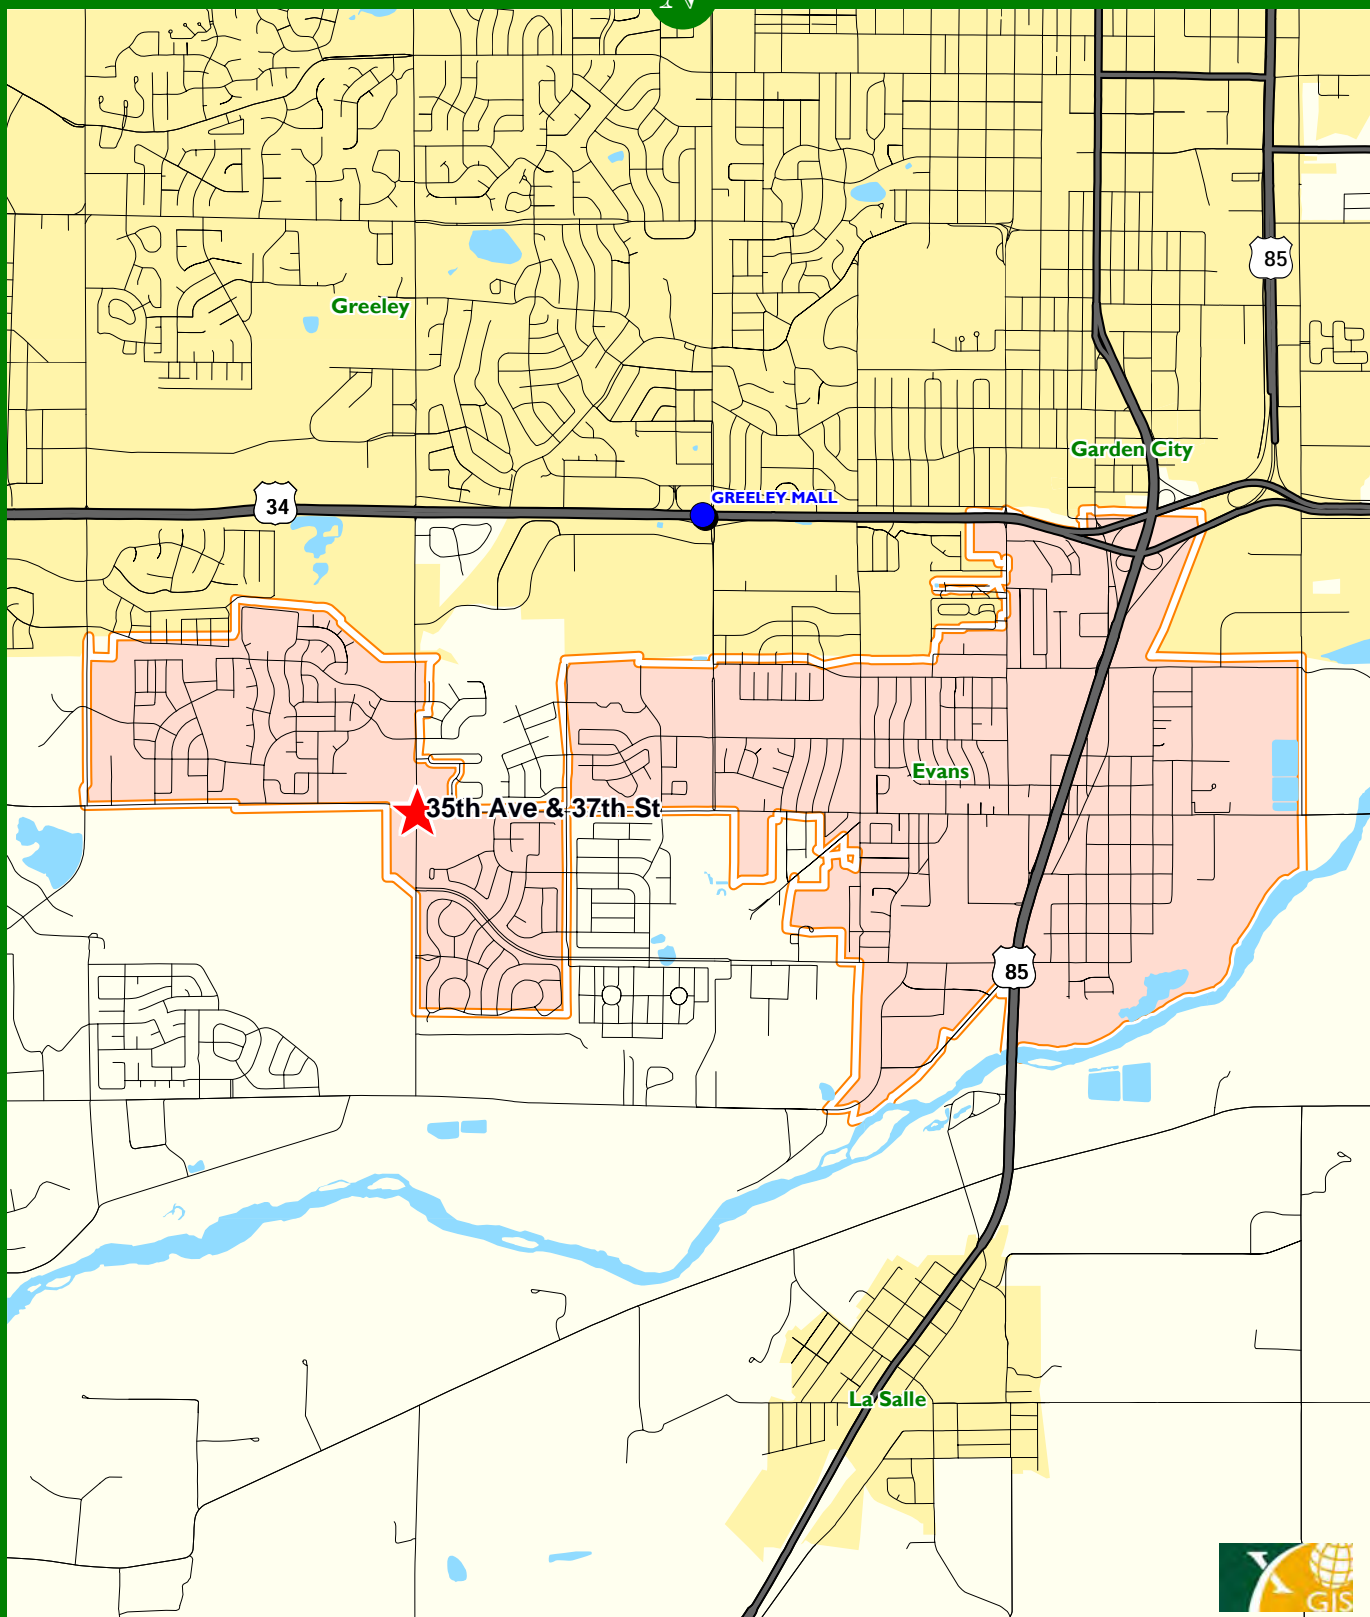 N
85
Greeley
Garden City
GREELEY MALL
34
Evans
35th Ave & 37th St
85
La Salle
X
GIS